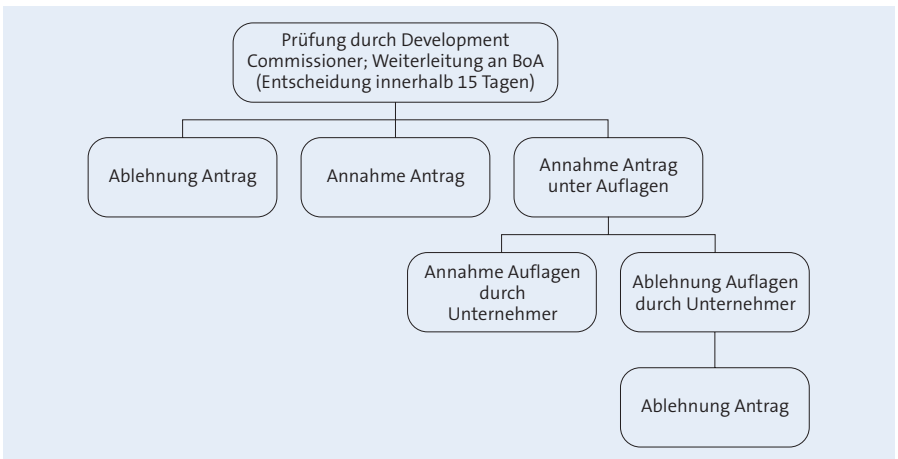 Prüfung durch Development
Commissioner; Weiterleitung an BoA
(Entscheidung innerhalb 15 Tagen)
Ablehnung Antrag
Annahme Antrag
Annahme Antrag
unter Auflagen
Annahme Auflagen
durch
Unternehmer
Ablehnung Auflagen
durch Unternehmer
Ablehnung Antrag